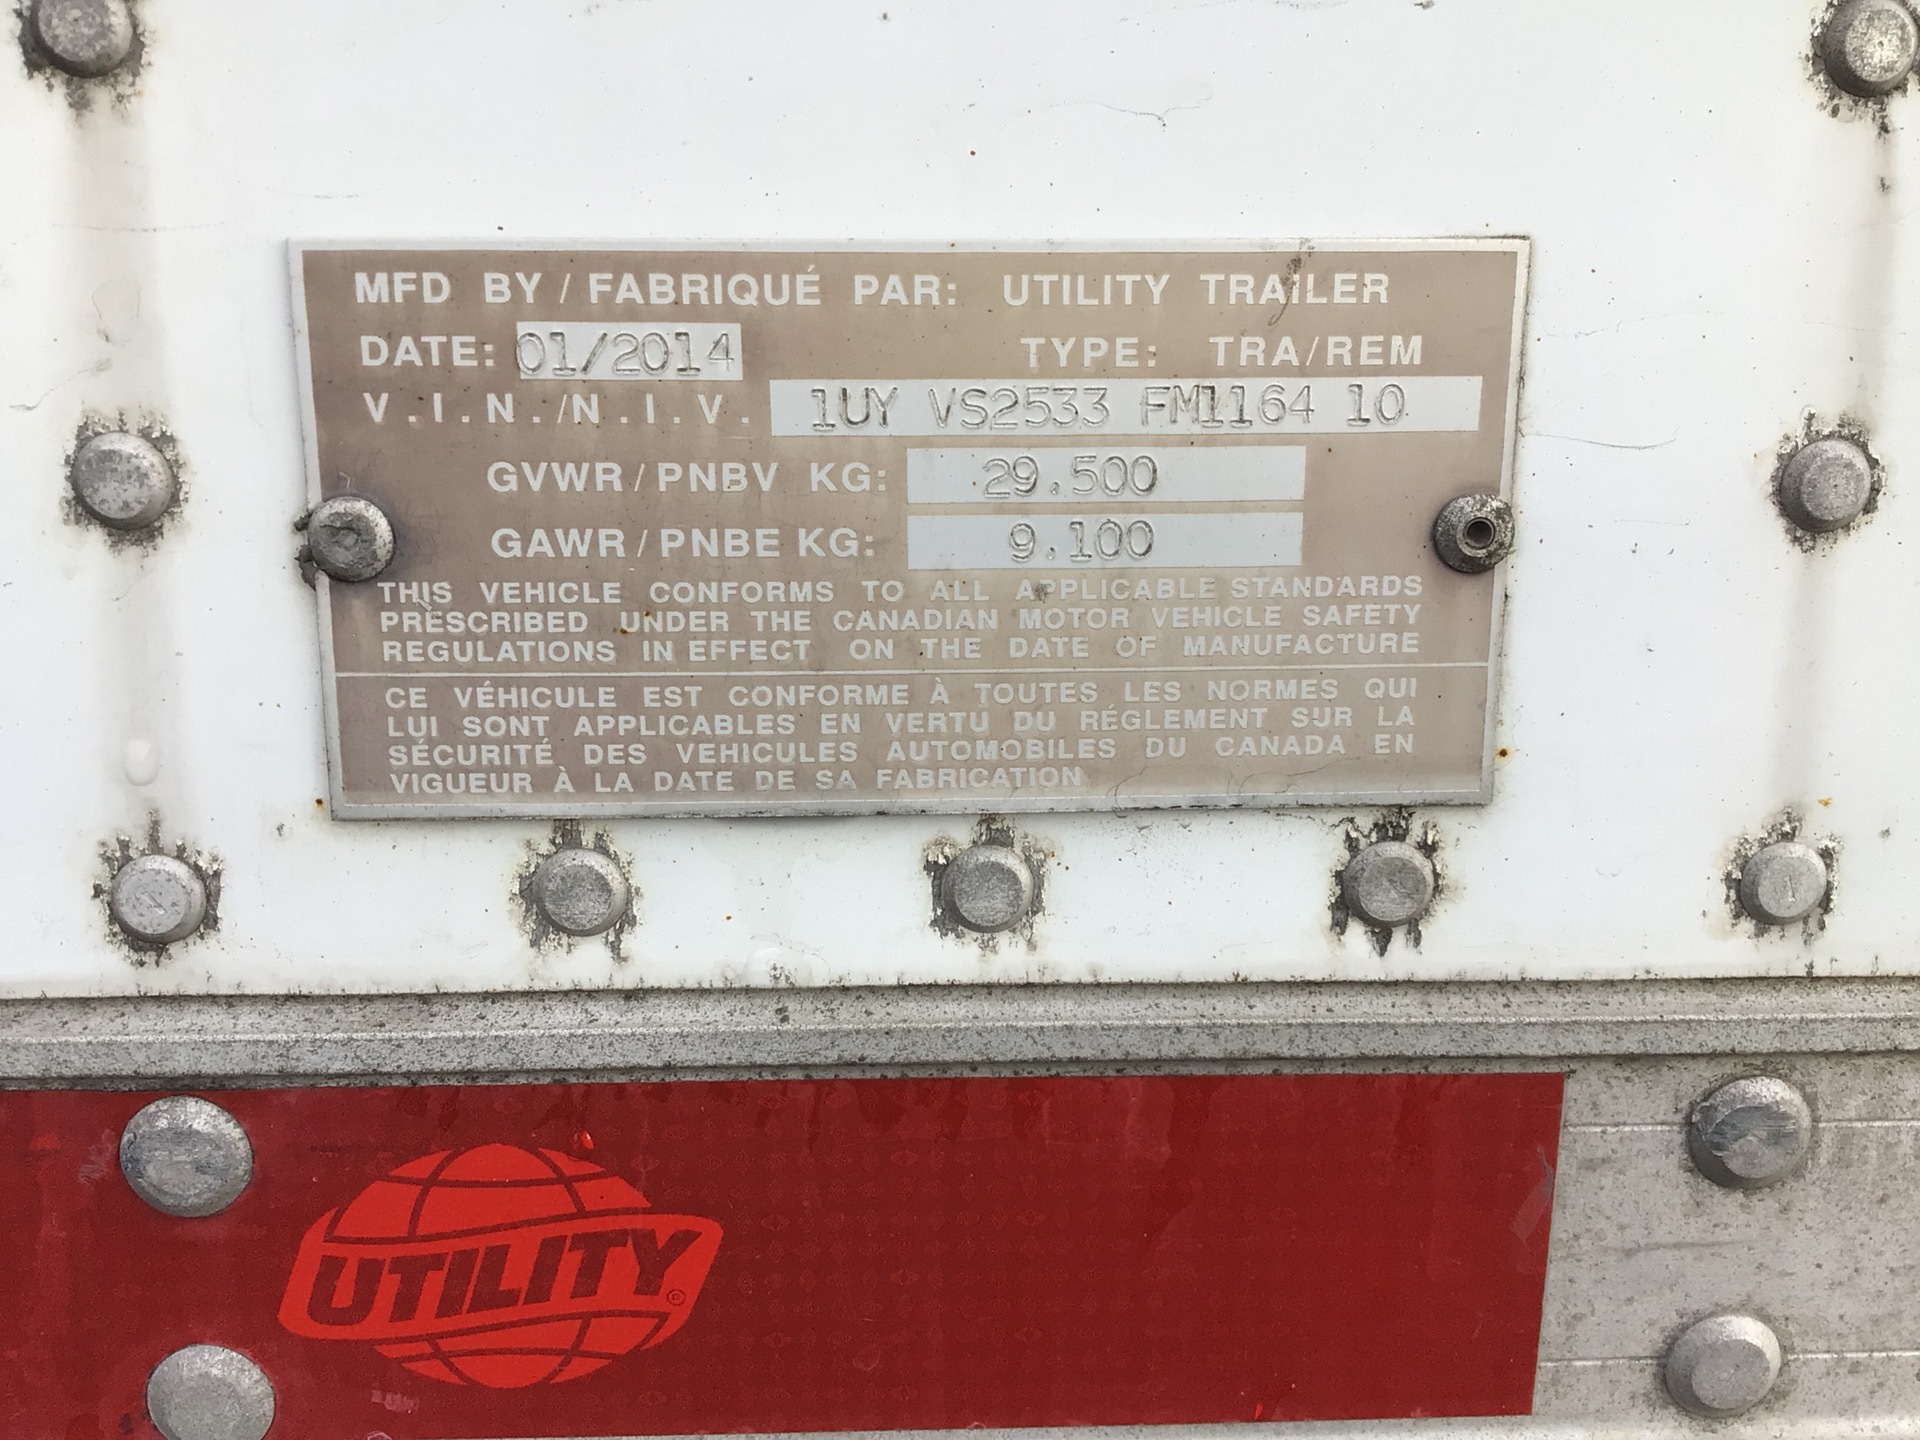 MFD BY / FABRIQUÉ PAR: UTILITY TRAILER
DATE: 01/2014 TYPE: TRA/REM
V.I.N./N.I.V. 1UY VS2533 FM1164 10
GVWR/PNBV KG: 29.500
GAWR/PNBE KG: 9.100
THIS VEHICLE CONFORMS TO ALL APPLICABLE STANDARDS
PRESCRIBED UNDER THE CANADIAN MOTOR VEHICLE SAFETY
REGULATIONS IN EFFECT ON THE DATE OF MANUFACTURE
CE VÉHICULE EST CONFORME À TOUTES LES NORMES QUI
LUI SONT APPLICABLES EN VERTU DU RÉGLEMENT SUR LA
SÉCURITÉ DES VEHICULES AUTOMOBILES DU CANADA EN
VIGUEUR À LA DATE DE SA FABRICATION
UTILITY®